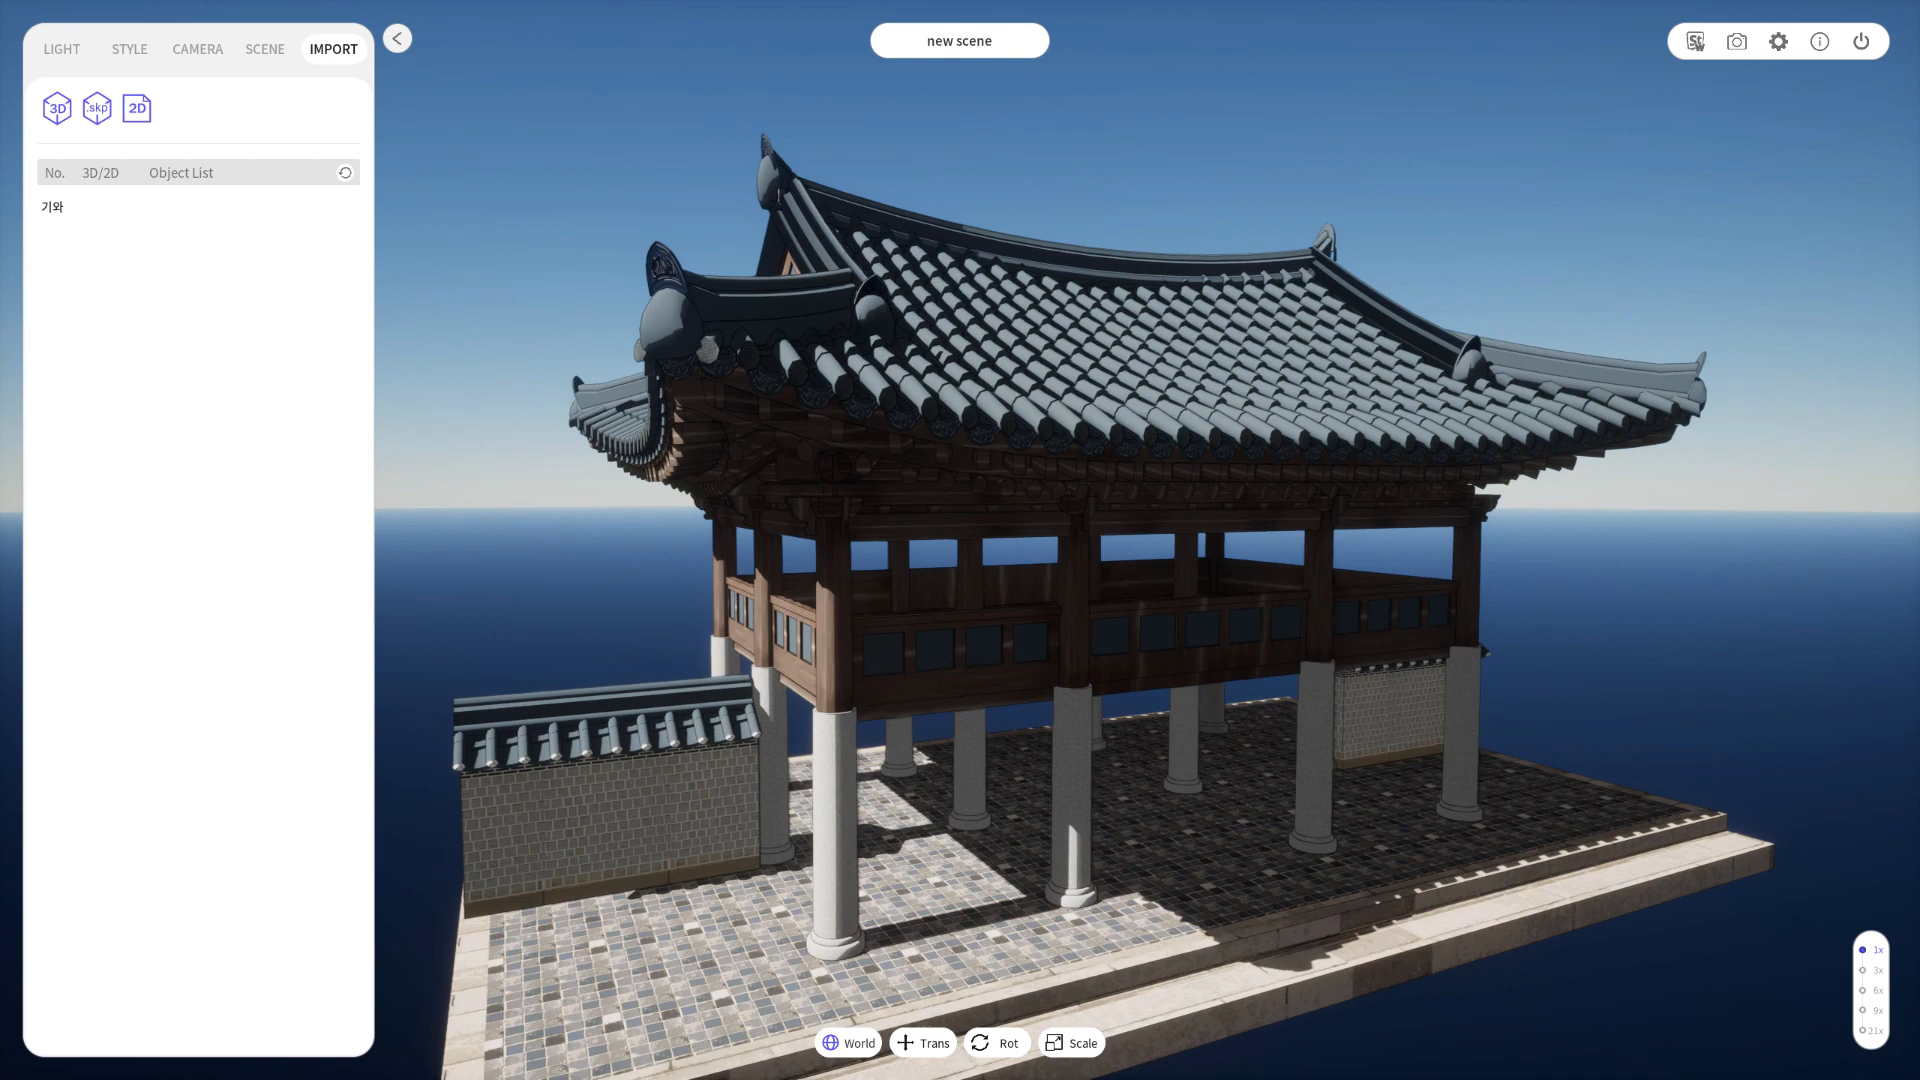 LIGHT STYLE CAMERA SCENE IMPORT
new scene
3D .skp 2D
No. 3D/2D Object List
기와
1x
3x
6x
9x
21x
World Trans Rot Scale